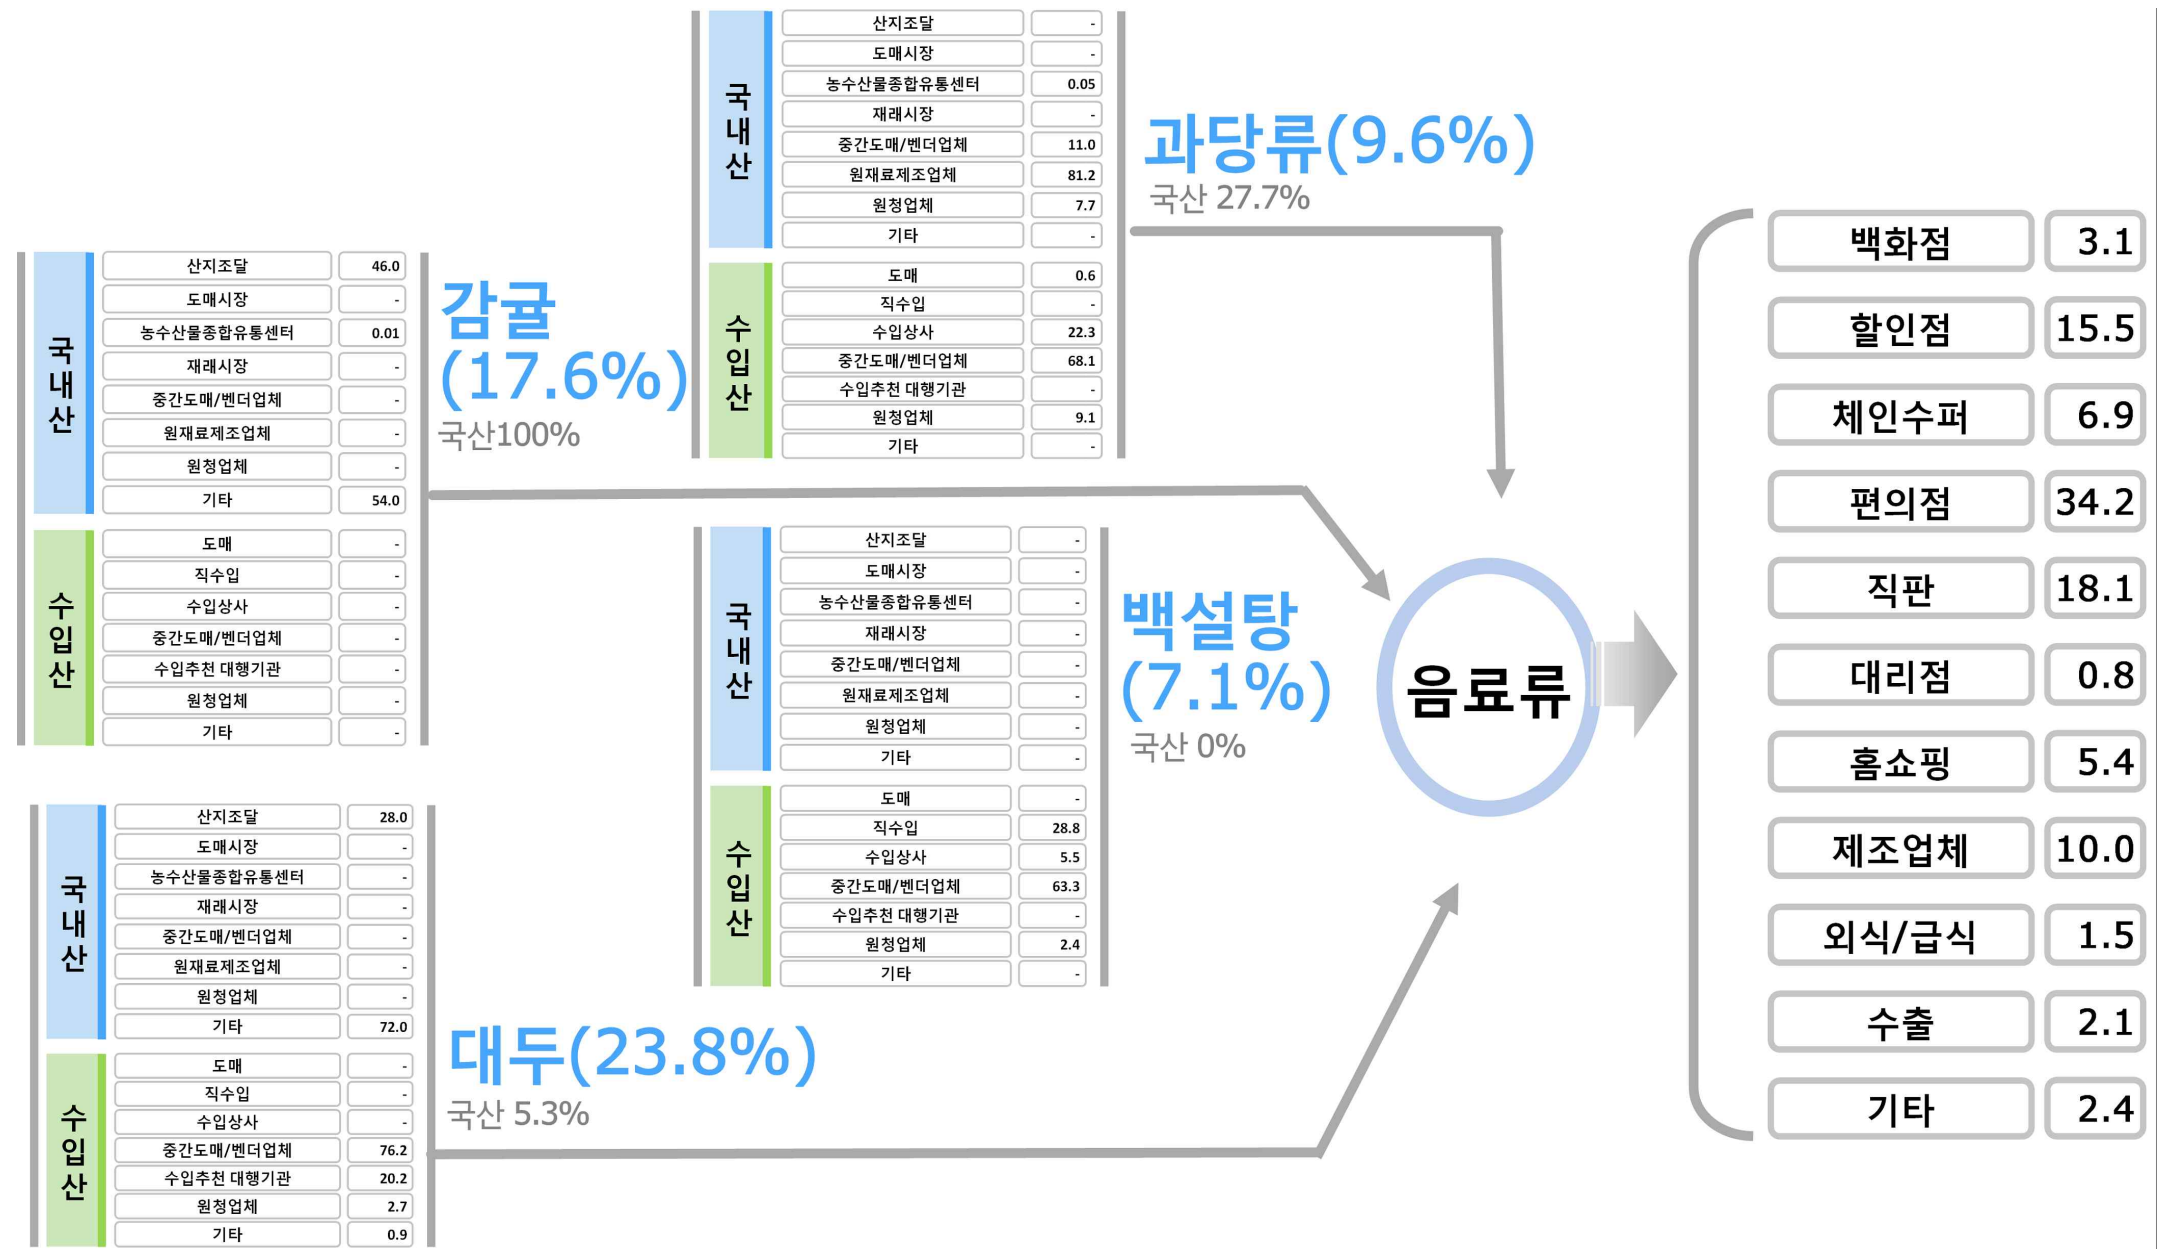 국내산
산지조달 -
도매시장 -
농수산물종합유통센터 0.05
재래시장 -
중간도매/벤더업체 11.0
원재료제조업체 81.2
원청업체 7.7
기타 -
수입산
도매 0.6
직수입 -
수입상사 22.3
중간도매/벤더업체 68.1
수입추천 대행기관 -
원청업체 9.1
기타 -
과당류(9.6%)
국산 27.7%
국내산
산지조달 46.0
도매시장 -
농수산물종합유통센터 0.01
재래시장 -
중간도매/벤더업체 -
원재료제조업체 -
원청업체 -
기타 54.0
수입산
도매 -
직수입 -
수입상사 -
중간도매/벤더업체 -
수입추천 대행기관 -
원청업체 -
기타 -
감귤
(17.6%)
국산100%
국내산
산지조달 -
도매시장 -
농수산물종합유통센터 -
재래시장 -
중간도매/벤더업체 -
원재료제조업체 -
원청업체 -
기타 -
수입산
도매 -
직수입 28.8
수입상사 5.5
중간도매/벤더업체 63.3
수입추천 대행기관 -
원청업체 2.4
기타 -
백설탕
(7.1%)
국산 0%
국내산
산지조달 28.0
도매시장 -
농수산물종합유통센터 -
재래시장 -
중간도매/벤더업체 -
원재료제조업체 -
원청업체 -
기타 72.0
수입산
도매 -
직수입 -
수입상사 -
중간도매/벤더업체 76.2
수입추천 대행기관 20.2
원청업체 2.7
기타 0.9
대두(23.8%)
국산 5.3%
음료류
백화점 3.1
할인점 15.5
체인수퍼 6.9
편의점 34.2
직판 18.1
대리점 0.8
홈쇼핑 5.4
제조업체 10.0
외식/급식 1.5
수출 2.1
기타 2.4